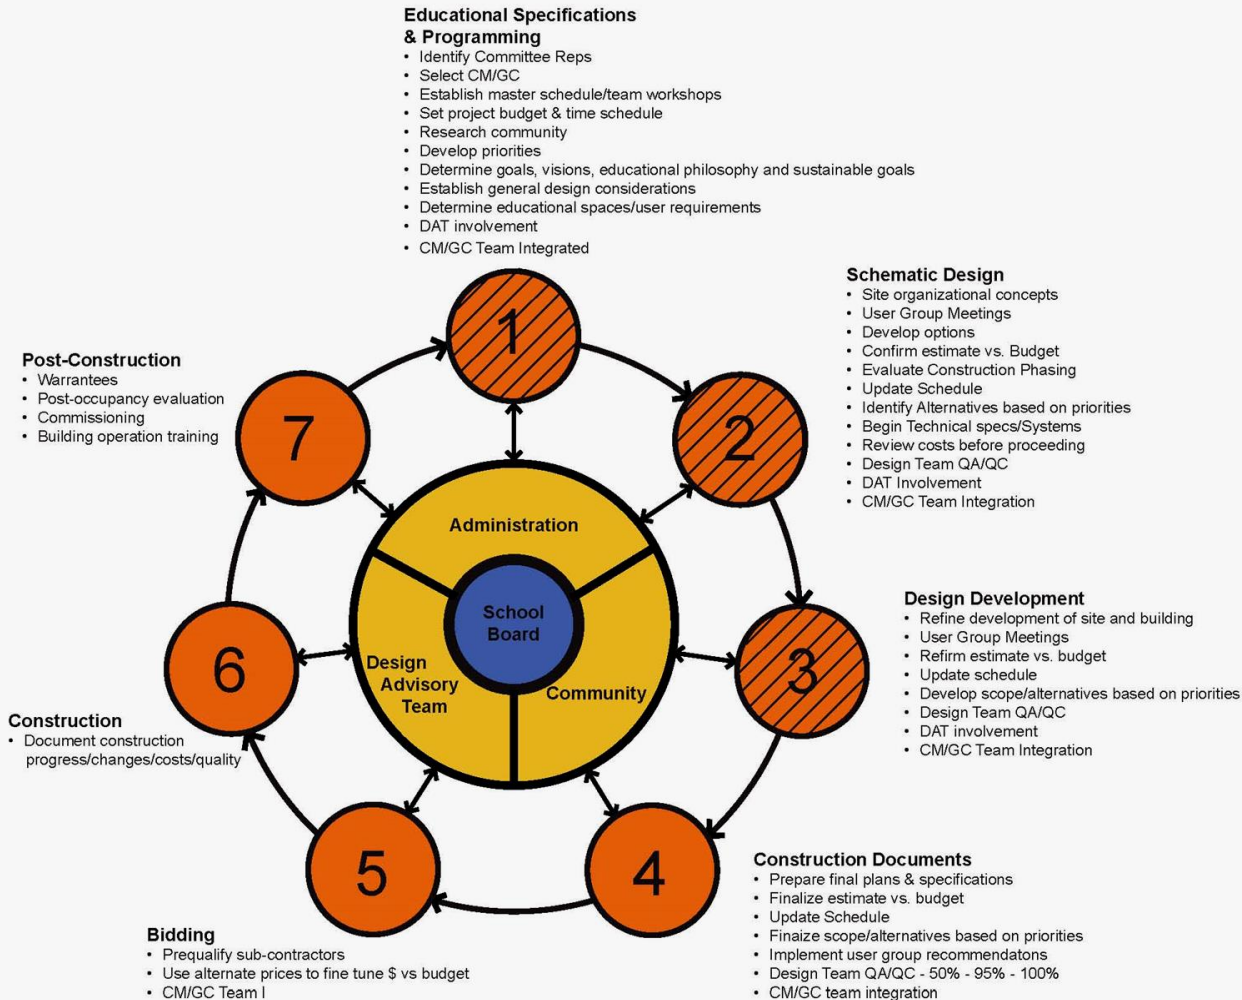 Educational Specifications
& Programming
• Identify Committee Reps
• Select CM/GC
• Establish master schedule/team workshops
• Set project budget & time schedule
• Research community
• Develop priorities
• Determine goals, visions, educational philosophy and sustainable goals
• Establish general design considerations
• Determine educational spaces/user requirements
• DAT involvement
• CM/GC Team Integrated
Schematic Design
• Site organizational concepts
• User Group Meetings
• Develop options
• Confirm estimate vs. Budget
• Evaluate Construction Phasing
• Update Schedule
• Identify Alternatives based on priorities
• Begin Technical specs/Systems
• Review costs before proceeding
• Design Team QA/QC
• DAT Involvement
• CM/GC Team Integration
Design Development
• Refine development of site and building
• User Group Meetings
• Refirm estimate vs. budget
• Update schedule
• Develop scope/alternatives based on priorities
• Design Team QA/QC
• DAT involvement
• CM/GC Team Integration
Construction Documents
• Prepare final plans & specifications
• Finalize estimate vs. budget
• Update Schedule
• Finaize scope/alternatives based on priorities
• Implement user group recommendatons
• Design Team QA/QC - 50% - 95% - 100%
• CM/GC team integration
Bidding
• Prequalify sub-contractors
• Use alternate prices to fine tune $ vs budget
• CM/GC Team I
Construction
• Document construction
progress/changes/costs/quality
Post-Construction
• Warrantees
• Post-occupancy evaluation
• Commissioning
• Building operation training
1
2
3
4
5
6
7
Administration
School
Board
Design
Advisory
Team
Community